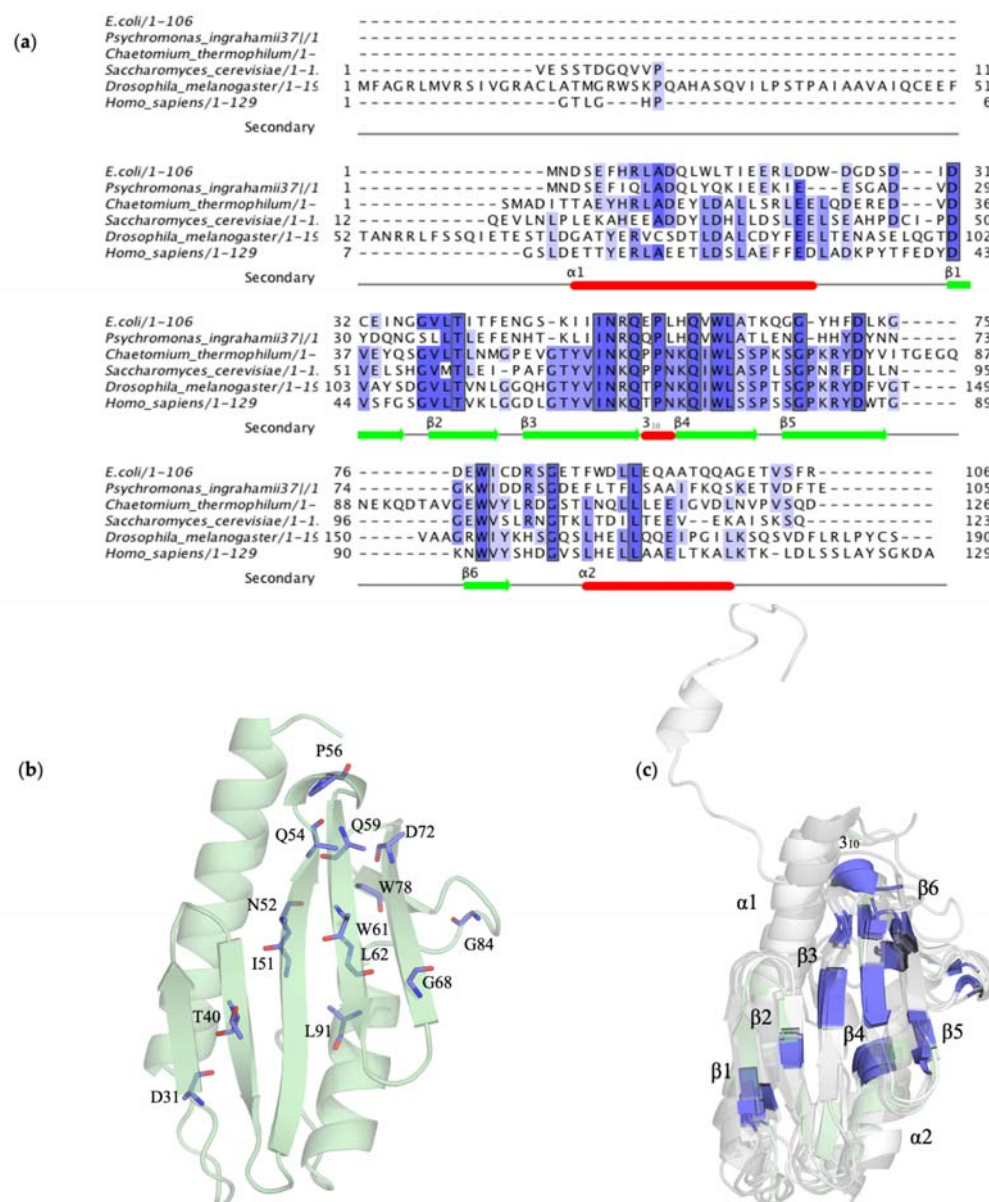 (a)
E.coli/1-106 ---------------------------------------------------
Psychromonas_ingrahamii37|/1 ---------------------------------------------------
Chaetomium_thermophilum/1- ---------------------------------------------------
Saccharomyces_cerevisiae/1-1. 1 ---------------VESSTDGQVVP------------------------- 11
Drosophila_melanogaster/1-19 1 MFAGRLMVRSIVGRACLATMGRWSKPQAHASQVILPSTPAIAAVAIQCEEF 51
Homo_sapiens/1-129 1 -----------------GTLG---HP------------------------- 6
Secondary
E.coli/1-106 1 ----------------MNDSEFHRLADQLWLTIEERLDDW-DGDSD---ID 31
Psychromonas_ingrahamii37|/1 1 ----------------MNDSEFIQLADQLYQKIEEKIE---ESGAD---VD 29
Chaetomium_thermophilum/1- 1 ------------SMADITTAEYHRLADEYLDALLSRLEELQDERED---VD 36
Saccharomyces_cerevisiae/1-1. 12 -----------QEVLNLPLEKAHEEADDYLDHLLDSLEELSEAHPDC-IPD 50
Drosophila_melanogaster/1-19 52 TANRRLFSSQIETESTLDGATYERVCSDTLDALCDYFEELTENASELQGTD 102
Homo_sapiens/1-129 7 --------------GSLDETTYERLAEETLDSLAEFFEDLADKPYTFEDYD 43
α1 β1
Secondary
E.coli/1-106 32 CEINGGVLTITFENGS-KIIINRQEPLHQVWLATKQGG-YHFDLKG----- 75
Psychromonas_ingrahamii37|/1 30 YDQNGSLLTLEFENHT-KLIINRQQPLHQVWLATLENG-HHYDYNN----- 73
Chaetomium_thermophilum/1- 37 VEYQSGVLTLNMGPEVGTYVINKQPPNKQIWLSSPKSGPKRYDYVITGEGQ 87
Saccharomyces_cerevisiae/1-1. 51 VELSHGVMTLEI-PAFGTYVINKQPPNKQIWLASPLSGPNRFDLLN----- 95
Drosophila_melanogaster/1-19 103 VAYSDGVLTVNLGGQHGTYVINRQTPNKQIWLSSPTSGPKRYDFVGT---- 149
Homo_sapiens/1-129 44 VSFGSGVLTVKLGGDLGTYVINKQTPNKQIWLSSPSSGPKRYDWTG----- 89
β2 β3 3₁₀ β4 β5
Secondary
E.coli/1-106 76 ---------DEWICDRSGETFWDLLEQAATQQAGETVSFR---------- 106
Psychromonas_ingrahamii37|/1 74 ---------GKWIDDRSGDEFLTFLSAAIFKQSKETVDFTE--------- 105
Chaetomium_thermophilum/1- 88 NEKQDTAVGEWVYLRDGSTLNQLLLEEIGVDLNVPVSQD---------- 126
Saccharomyces_cerevisiae/1-1. 96 ---------GEWVSLRNGTKLTDILTEEV--EKAISKSQ----------- 123
Drosophila_melanogaster/1-19 150 -----VAAGRWIYKHSGQSLHELLQQEIPGILKSQSVDFLRLPYCS---- 190
Homo_sapiens/1-129 90 ---------KNWVYSHDGVSLHELLAAELTKALKTK-LDLSSLAYSGKDA 129
β6 α2
Secondary
(b)
P56
Q54
Q59
D72
W78
N52
W61
G84
I51
L62
G68
T40
L91
D31
(c)
3₁₀
α1
β6
β3
β2
β4
β5
β1
α2